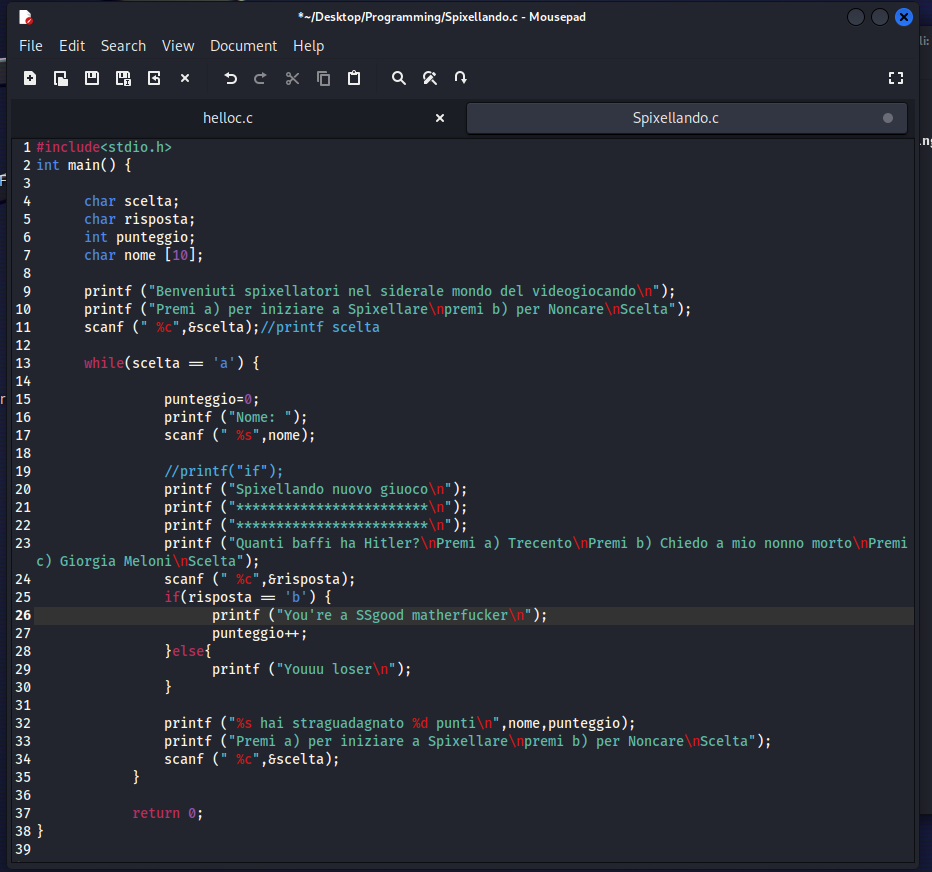 *~/Desktop/Programming/Spixellando.c - Mousepad
File Edit Search View Document Help
helloc.c Spixellando.c
1 #include<stdio.h>
2 int main() {
3
4 char scelta;
5 char risposta;
6 int punteggio;
7 char nome [10];
8
9 printf ("Benveniuti spixellatori nel siderale mondo del videogiocando\n");
10 printf ("Premi a) per iniziare a Spixellare\npremi b) per Noncare\nScelta");
11 scanf (" %c",&scelta);//printf scelta
12
13 while(scelta == 'a') {
14
15 punteggio=0;
16 printf ("Nome: ");
17 scanf (" %s",nome);
18
19 //printf("if");
20 printf ("Spixellando nuovo giuoco\n");
21 printf ("************************\n");
22 printf ("************************\n");
23 printf ("Quanti baffi ha Hitler?\nPremi a) Trecento\nPremi b) Chiedo a mio nonno morto\nPremi
c) Giorgia Meloni\nScelta");
24 scanf (" %c",&risposta);
25 if(risposta == 'b') {
26 printf ("You're a SSgood matherfucker\n");
27 punteggio++;
28 }else{
29 printf ("Youuu loser\n");
30 }
31
32 printf ("%s hai straguadagnato %d punti\n",nome,punteggio);
33 printf ("Premi a) per iniziare a Spixellare\npremi b) per Noncare\nScelta");
34 scanf (" %c",&scelta);
35 }
36
37 return 0;
38 }
39